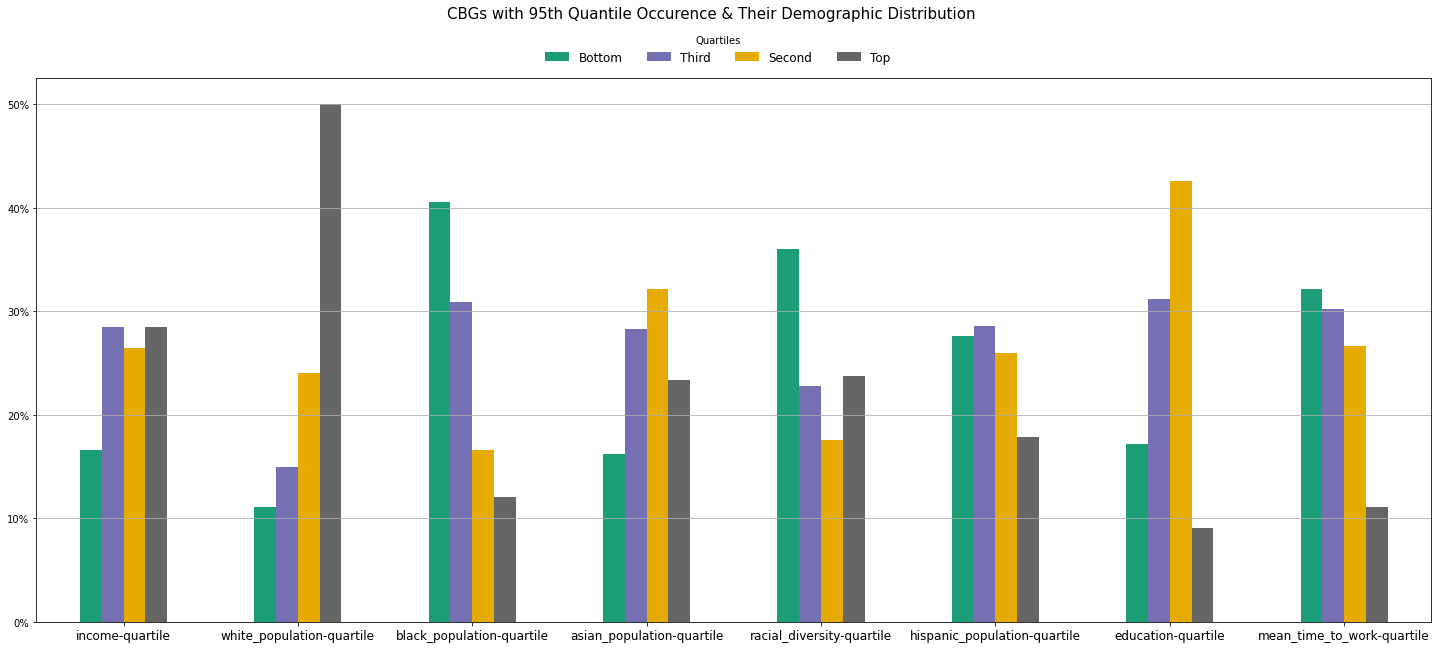 CBGs with 95th Quantile Occurence & Their Demographic Distribution
Quartiles
Bottom Third Second Top
50%
40%
30%
20%
10%
0%
income-quartile white_population-quartile black_population-quartile asian_population-quartile racial_diversity-quartile hispanic_population-quartile education-quartile mean_time_to_work-quartile